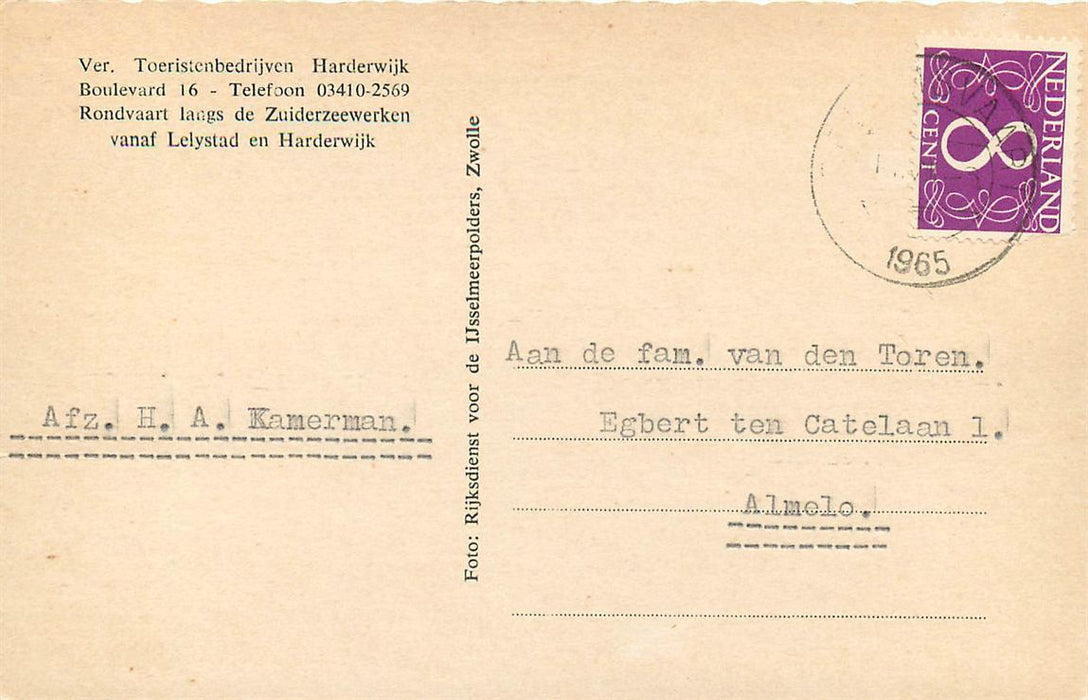 Ver. Toeristenbedrijven Harderwijk
Boulevard 16 - Telefoon 03410-2569
Rondvaart langs de Zuiderzeewerken
vanaf Lelystad en Harderwijk
Afz. H. A. Kamerman.
Foto: Rijksdienst voor de IJsselmeerpolders, Zwolle
NEDERLAND
8
CENT
1965
Aan de fam. van den Toren.
Egbert ten Catelaan 1.
Almelo.